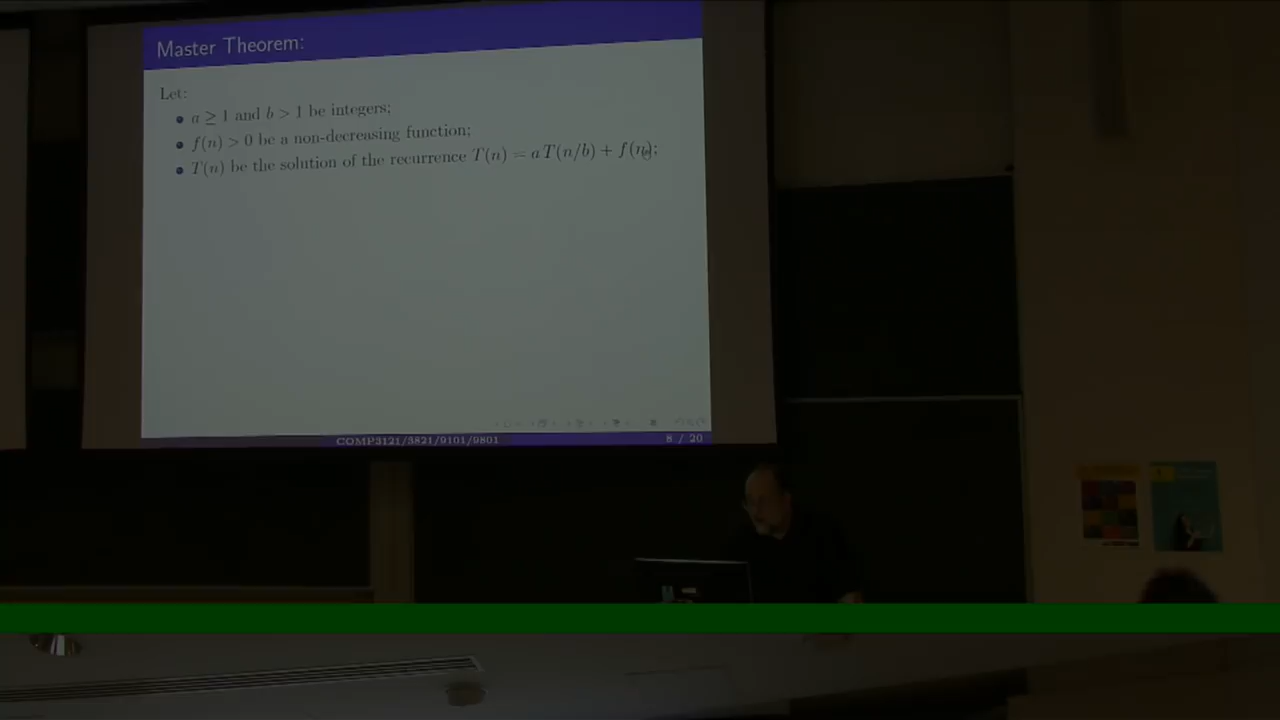 Master Theorem:
Let:
a ≥ 1 and b > 1 be integers;
f(n) > 0 be a non-decreasing function;
T(n) be the solution of the recurrence T(n) = a T(n/b) + f(n);
COMP3121/3821/9101/9801
8 / 20